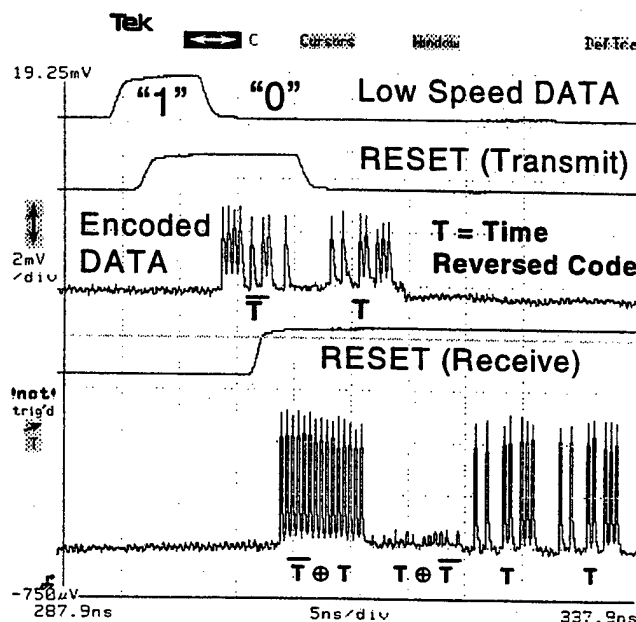 Tek
C Cursors Window
19.25mV
"1" "0" Low Speed DATA
RESET (Transmit)
Encoded
DATA
T = Time
Reversed Code
2mV
/div
T̅ T
RESET (Receive)
!not!
trig'd
T
T̅ ⊕ T T ⊕ T̅ T T
-750μV
287.9ns 5ns/div 337.9ns